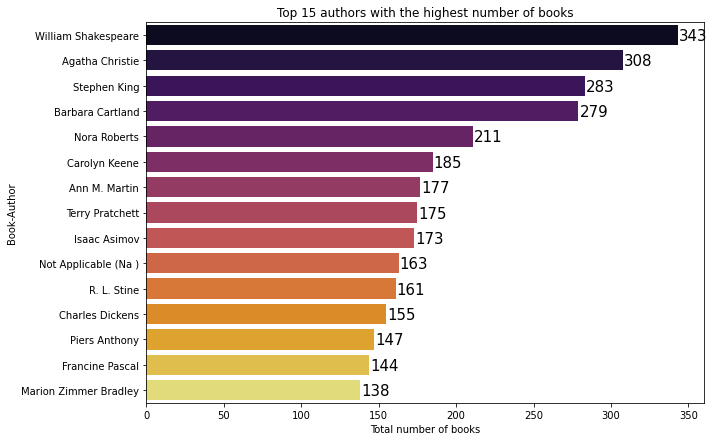 Top 15 authors with the highest number of books
William Shakespeare 343
Agatha Christie 308
Stephen King 283
Barbara Cartland 279
Nora Roberts 211
Carolyn Keene 185
Ann M. Martin 177
Terry Pratchett 175
Isaac Asimov 173
Not Applicable (Na ) 163
R. L. Stine 161
Charles Dickens 155
Piers Anthony 147
Francine Pascal 144
Marion Zimmer Bradley 138
Book-Author
0 50 100 150 200 250 300 350
Total number of books